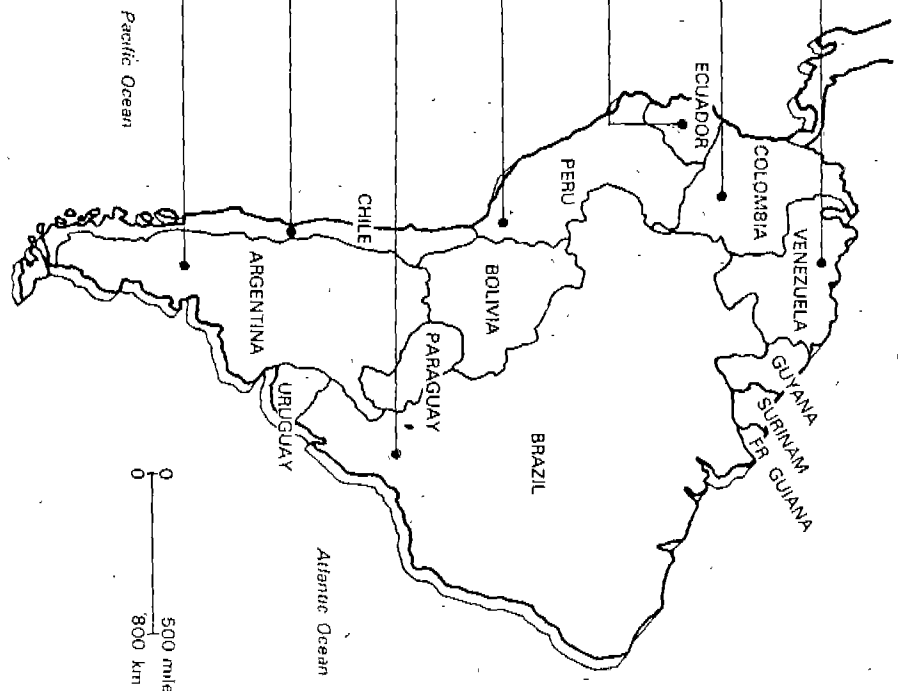 Pacific Ocean
ECUADOR
COLOMBIA
VENEZUELA
GUYANA
SURINAM
FR GUIANA
PERU
BRAZIL
BOLIVIA
PARAGUAY
CHILE
ARGENTINA
URUGUAY
Atlantic Ocean
0 500 mile
0 800 km